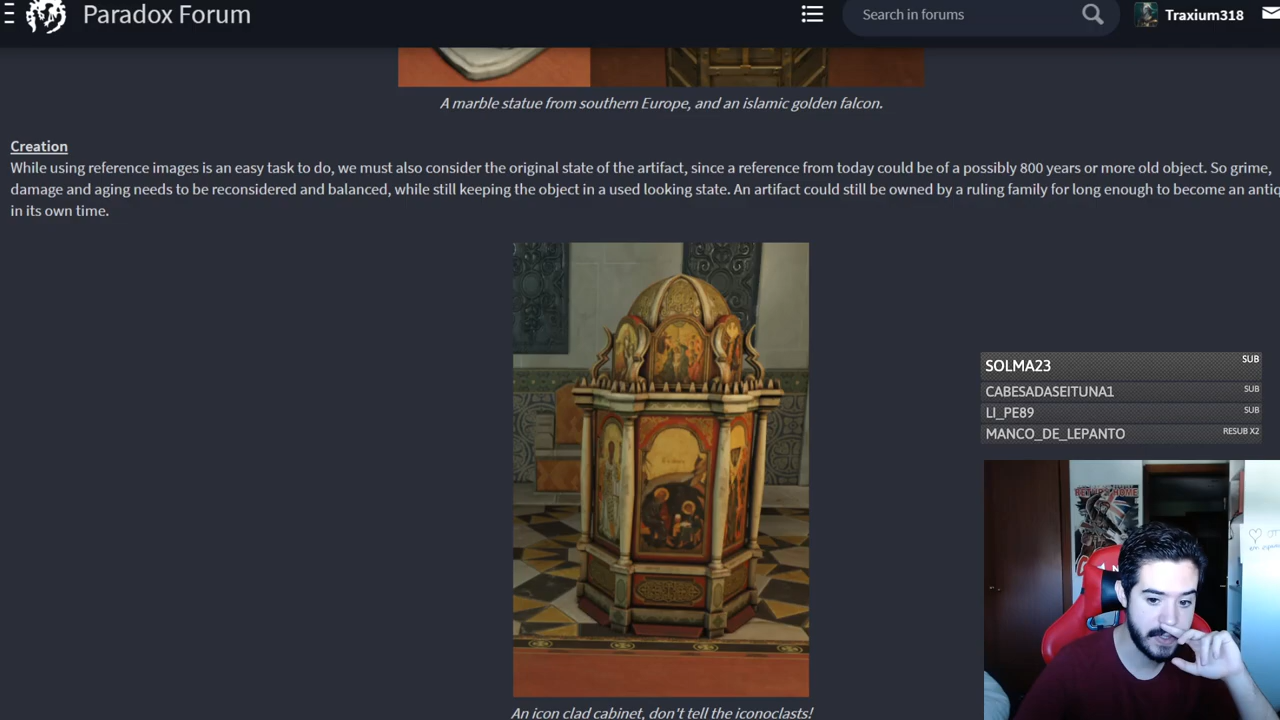 Paradox Forum
Search in forums
Traxium318
A marble statue from southern Europe, and an islamic golden falcon.
Creation
While using reference images is an easy task to do, we must also consider the original state of the artifact, since a reference from today could be of a possibly 800 years or more old object. So grime,
damage and aging needs to be reconsidered and balanced, while still keeping the object in a used looking state. An artifact could still be owned by a ruling family for long enough to become an antiq
in its own time.
SOLMA23 SUB
CABESADASEITUNA1 SUB
LI_PE89 SUB
MANCO_DE_LEPANTO RESUB X2
An icon clad cabinet, don't tell the iconoclasts!